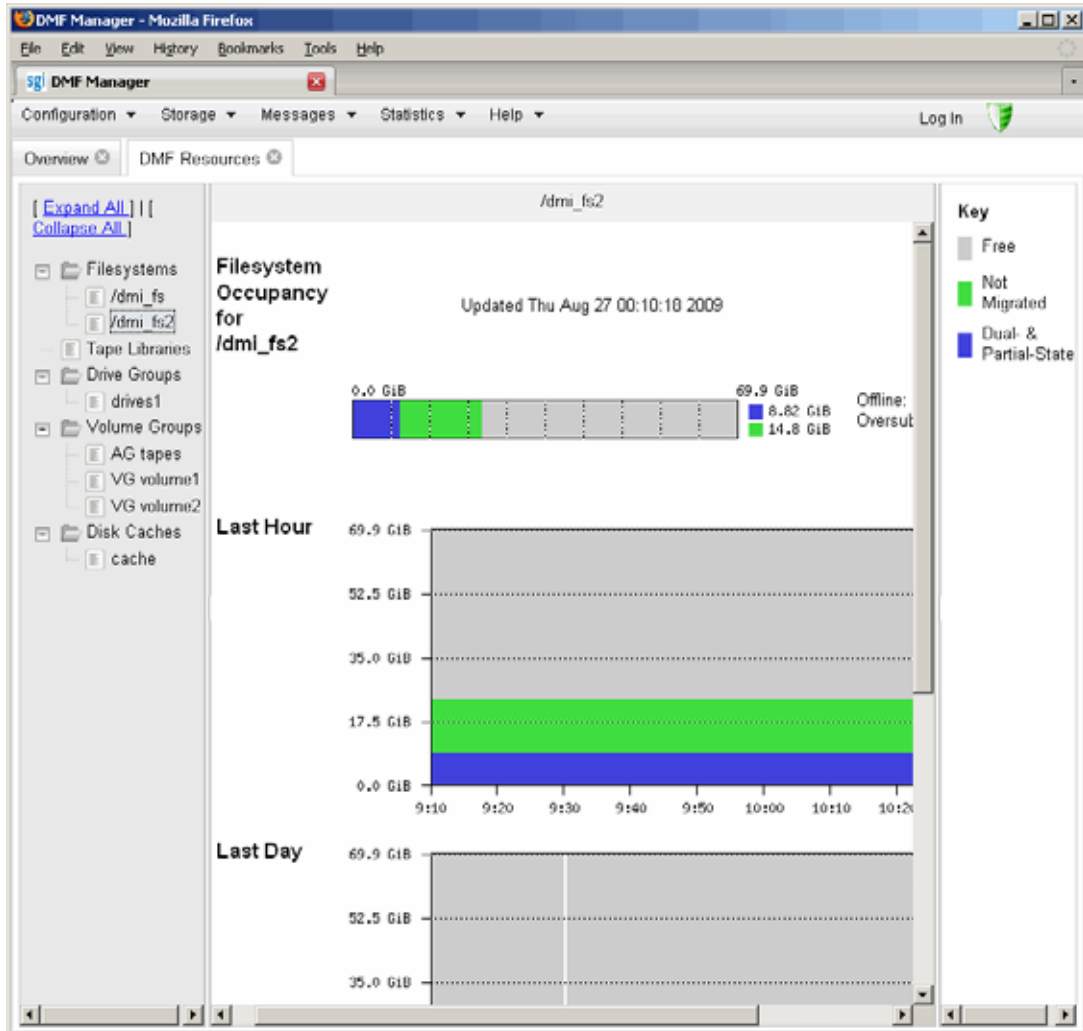 DMF Manager - Mozilla Firefox
File Edit View History Bookmarks Tools Help
sgi DMF Manager
Configuration Storage Messages Statistics Help Log In
Overview DMF Resources
[ Expand All ] | [
Collapse All ]
Filesystems
/dmi_fs
/dmi_fs2
Tape Libraries
Drive Groups
drives1
Volume Groups
AG tapes
VG volume1
VG volume2
Disk Caches
cache
/dmi_fs2
Filesystem
Occupancy
for
/dmi_fs2
Updated Thu Aug 27 00:10:18 2009
0.0 GiB 69.9 GiB
8.82 GiB
14.8 GiB
Offline:
Oversub
Last Hour
69.9 GiB
52.5 GiB
35.0 GiB
17.5 GiB
0.0 GiB
9:10 9:20 9:30 9:40 9:50 10:00 10:10 10:20
Last Day
69.9 GiB
52.5 GiB
35.0 GiB
Key
Free
Not
Migrated
Dual- &
Partial-State